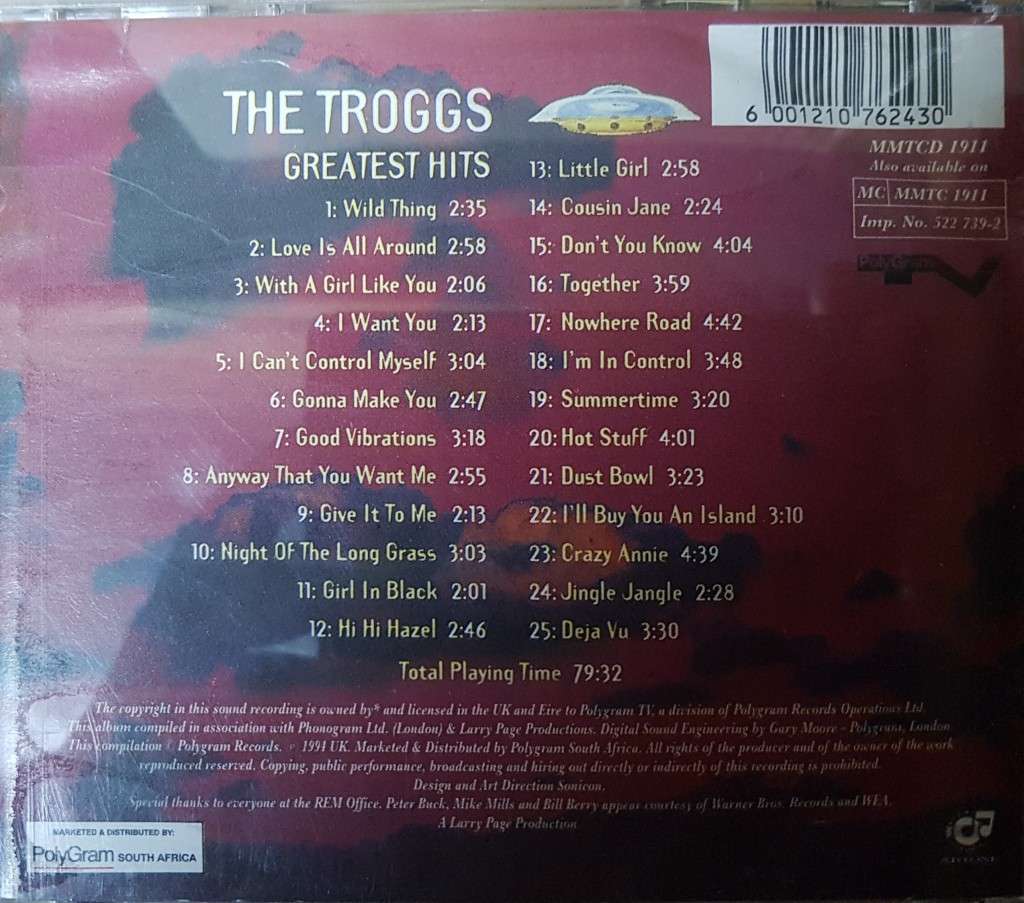 THE TROGGS
GREATEST HITS
1: Wild Thing 2:35
2: Love Is All Around 2:58
3: With A Girl Like You 2:06
4: I Want You 2:13
5: I Can't Control Myself 3:04
6: Gonna Make You 2:47
7: Good Vibrations 3:18
8: Anyway That You Want Me 2:55
9: Give It To Me 2:13
10: Night Of The Long Grass 3:03
11: Girl In Black 2:01
12: Hi Hi Hazel 2:46
13: Little Girl 2:58
14: Cousin Jane 2:24
15: Don't You Know 4:04
16: Together 3:59
17: Nowhere Road 4:42
18: I'm In Control 3:48
19: Summertime 3:20
20: Hot Stuff 4:01
21: Dust Bowl 3:23
22: I'll Buy You An Island 3:10
23: Crazy Annie 4:39
24: Jingle Jangle 2:28
25: Deja Vu 3:30
Total Playing Time 79:32
6 001210 762430
MMTCD 1911
Also available on
MC MMTC 1911
Imp. No. 522 739-2
PolyGram
TV
The copyright in this sound recording is owned by* and licensed in the UK and Eire to Polygram TV, a division of Polygram Records Operations Ltd.
This album compiled in association with Phonogram Ltd. (London) & Larry Page Productions. Digital Sound Engineering by Gary Moore - Polygram, London
This compilation © Polygram Records. ℗ 1994 UK. Marketed & Distributed by Polygram South Africa. All rights of the producer and of the owner of the work
reproduced reserved. Copying, public performance, broadcasting and hiring out directly or indirectly of this recording is prohibited.
Design and Art Direction Sonicon.
Special thanks to everyone at the REM Office. Peter Buck, Mike Mills and Bill Berry appear courtesy of Warner Bros. Records and WEA.
A Larry Page Production
MARKETED & DISTRIBUTED BY:
PolyGram SOUTH AFRICA